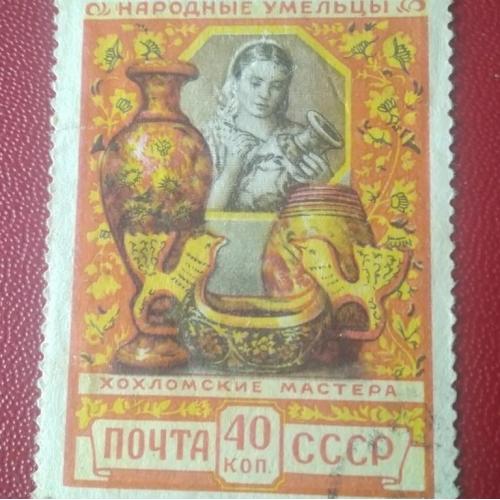 НАРОДНЫЕ УМЕЛЬЦЫ
ХОХЛОМСКИЕ МАСТЕРА
ПОЧТА 40 КОП. СССР